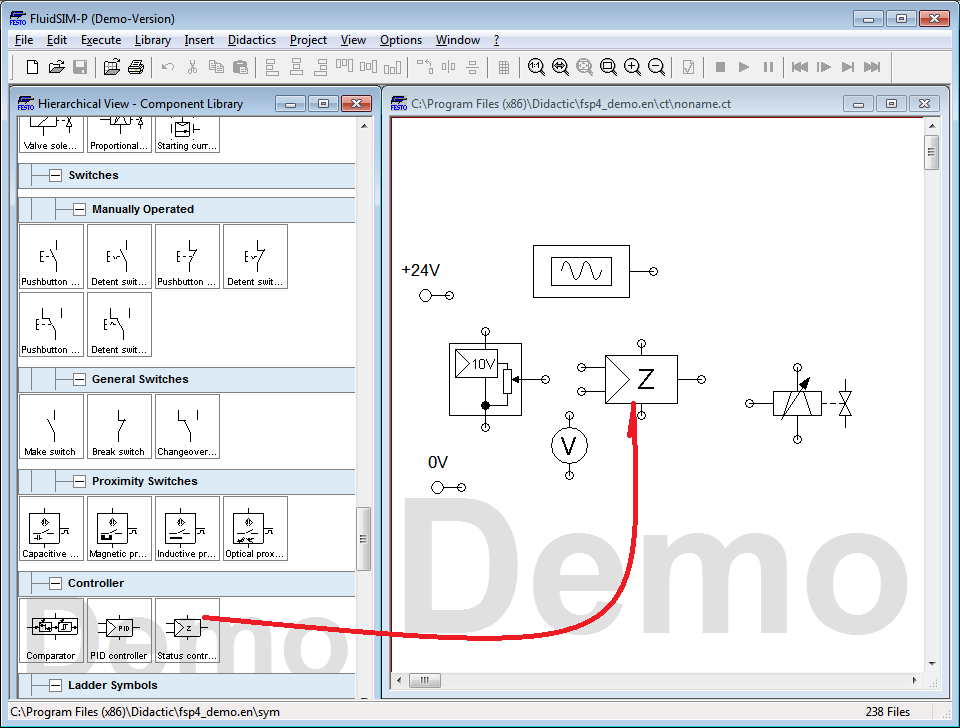 FluidSIM-P (Demo-Version)
File Edit Execute Library Insert Didactics Project View Options Window ?
FESTO Hierarchical View - Component Library
FESTO C:\Program Files (x86)\Didactic\fsp4_demo.en\ct\noname.ct
Valve sole... Proportional... Starting curr...
Switches
Manually Operated
Pushbutton ... Detent swit... Pushbutton ... Detent swit...
Pushbutton ... Detent swit...
General Switches
Make switch Break switch Changeover...
Proximity Switches
Capacitive ... Magnetic pr... Inductive pr... Optical prox...
Controller
PID Z
Comparator PID controller Status contr...
Ladder Symbols
+24V
10V
Z
V
0V
Demo
Demo
C:\Program Files (x86)\Didactic\fsp4_demo.en\sym
238 Files